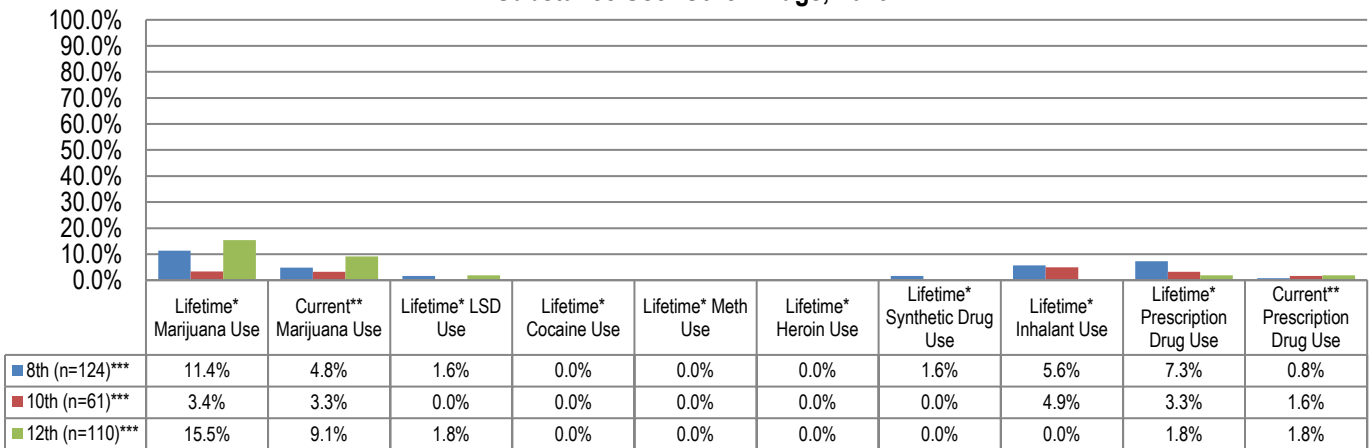 100.0%
90.0%
80.0%
70.0%
60.0%
50.0%
40.0%
30.0%
20.0%
10.0%
0.0%
Lifetime* Marijuana Use
Current** Marijuana Use
Lifetime* LSD Use
Lifetime* Cocaine Use
Lifetime* Meth Use
Lifetime* Heroin Use
Lifetime* Synthetic Drug Use
Lifetime* Inhalant Use
Lifetime* Prescription Drug Use
Current** Prescription Drug Use
8th (n=124)*** 11.4% 4.8% 1.6% 0.0% 0.0% 0.0% 1.6% 5.6% 7.3% 0.8%
10th (n=61)*** 3.4% 3.3% 0.0% 0.0% 0.0% 0.0% 0.0% 4.9% 3.3% 1.6%
12th (n=110)*** 15.5% 9.1% 1.8% 0.0% 0.0% 0.0% 0.0% 0.0% 1.8% 1.8%